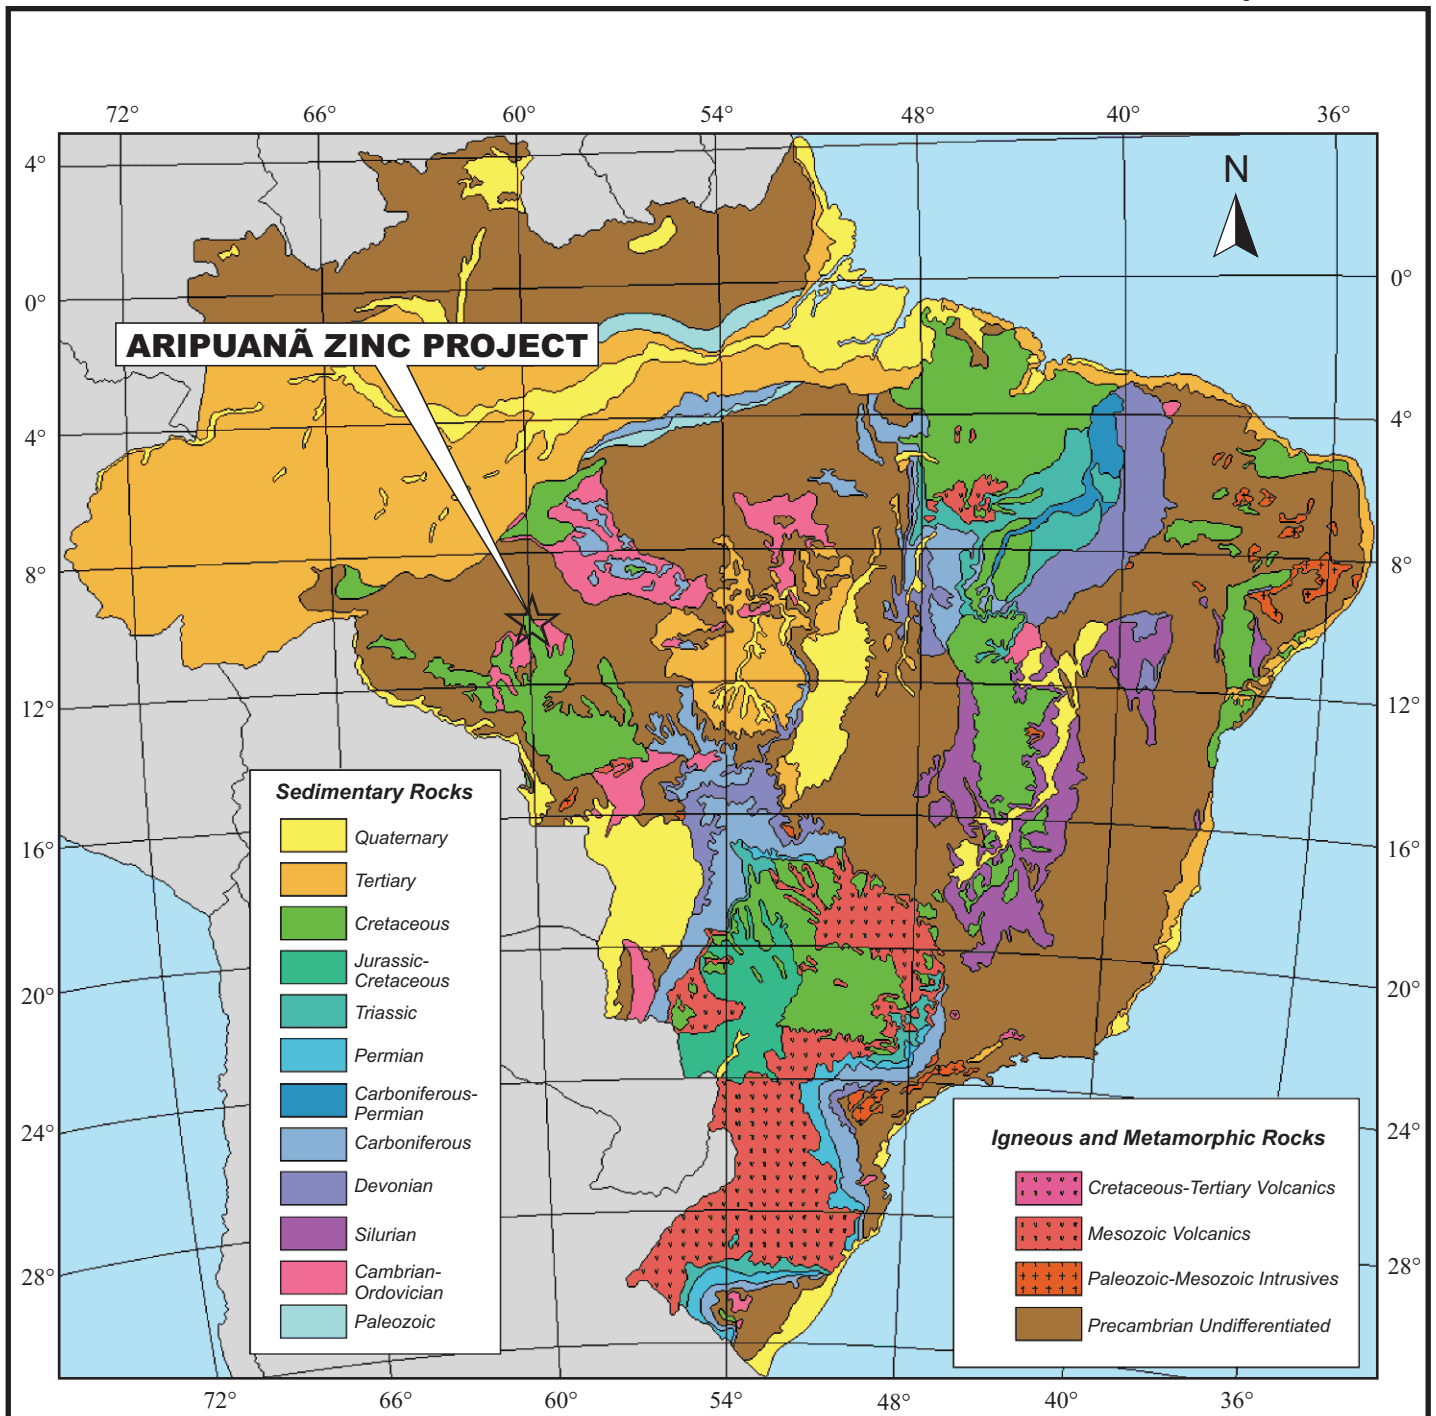 72° 66° 60° 54° 48° 40° 36°
4°
N
0°
0°
ARIPUANÃ ZINC PROJECT
4°
4°
8°
8°
12°
12°
16°
16°
20°
20°
24°
24°
28°
28°
Sedimentary Rocks
Quaternary
Tertiary
Cretaceous
Jurassic-
Cretaceous
Triassic
Permian
Carboniferous-
Permian
Carboniferous
Devonian
Silurian
Cambrian-
Ordovician
Paleozoic
Igneous and Metamorphic Rocks
Cretaceous-Tertiary Volcanics
Mesozoic Volcanics
Paleozoic-Mesozoic Intrusives
Precambrian Undifferentiated
72° 66° 60° 54° 48° 40° 36°